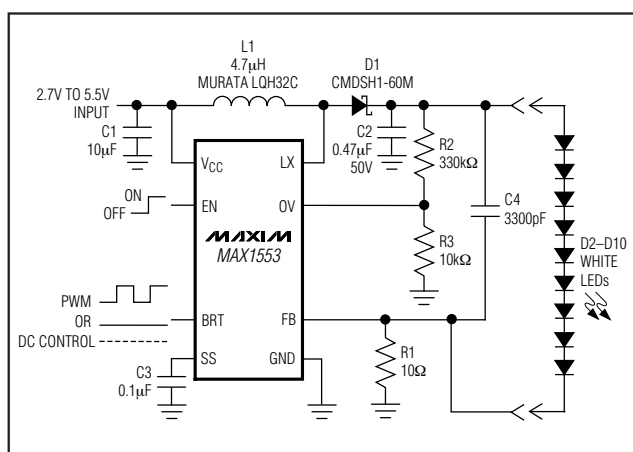 L1
4.7µH
MURATA LQH32C
D1
CMDSH1-60M
2.7V TO 5.5V
INPUT
C1
10µF
C2
0.47µF
50V
R2
330kΩ
C4
3300pF
VCC
LX
ON
OFF
EN
OV
MAXIM
MAX1553
R3
10kΩ
D2–D10
WHITE
LEDs
PWM
OR
DC CONTROL
BRT
FB
SS
GND
C3
0.1µF
R1
10Ω